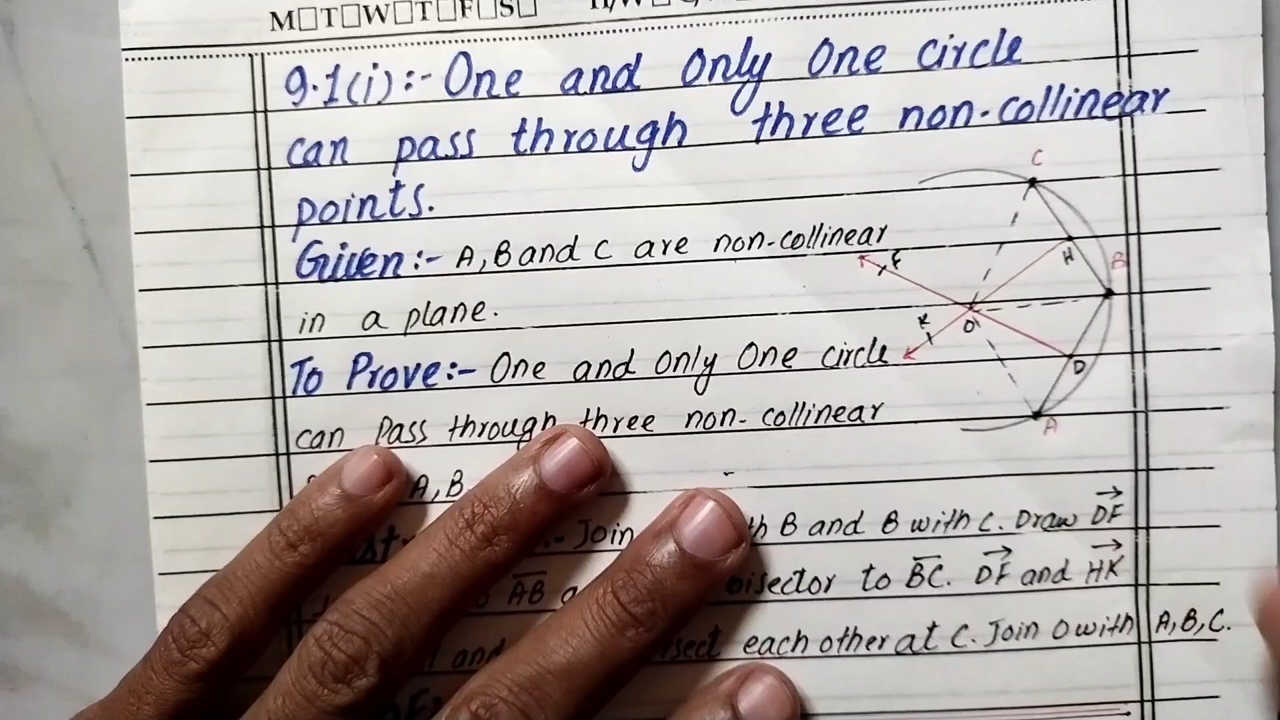 M□T□W□T□F□S□
9.1(i):- One and Only One circle
can pass through three non-collinear
points.
Given:- A, B and C are non-collinear
in a plane.
To Prove:- One and Only One circle
can Pass through three non-collinear
A, B
Join B and B with C. Draw DF
AB bisector to BC. DF and HK
and each other at C. Join O with A, B, C.
C
F
H
B
K
O
D
A